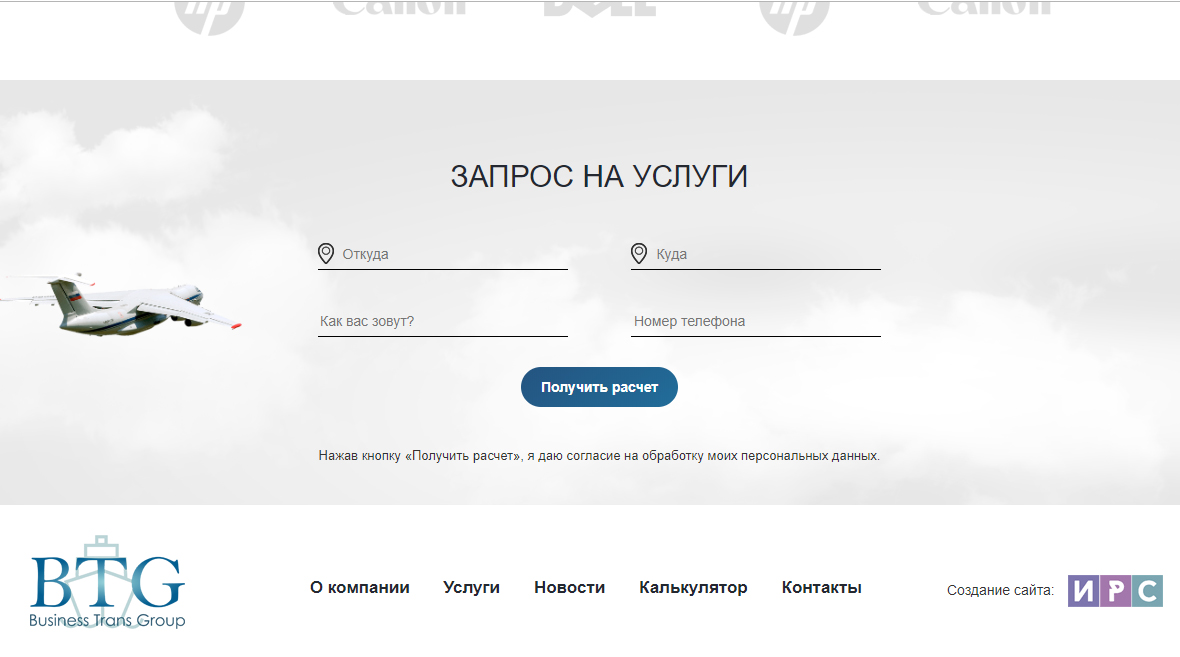 hp Canon DELL hp Canon
ЗАПРОС НА УСЛУГИ
Откуда Куда
Как вас зовут? Номер телефона
Получить расчет
Нажав кнопку «Получить расчет», я даю согласие на обработку моих персональных данных.
BTG
Business Trans Group
О компании Услуги Новости Калькулятор Контакты
Создание сайта: ИРС